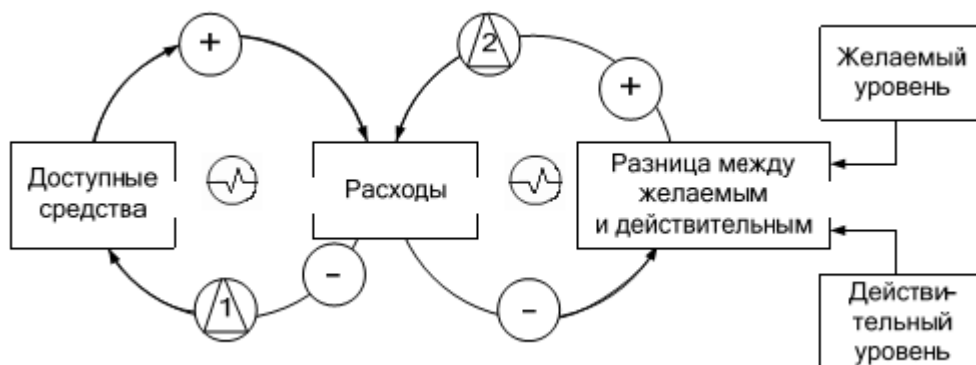 +
2
+
Желаемый
уровень
Доступные
средства
Расходы
Разница между
желаемым
и действительным
-
1
-
Действи-
тельный
уровень